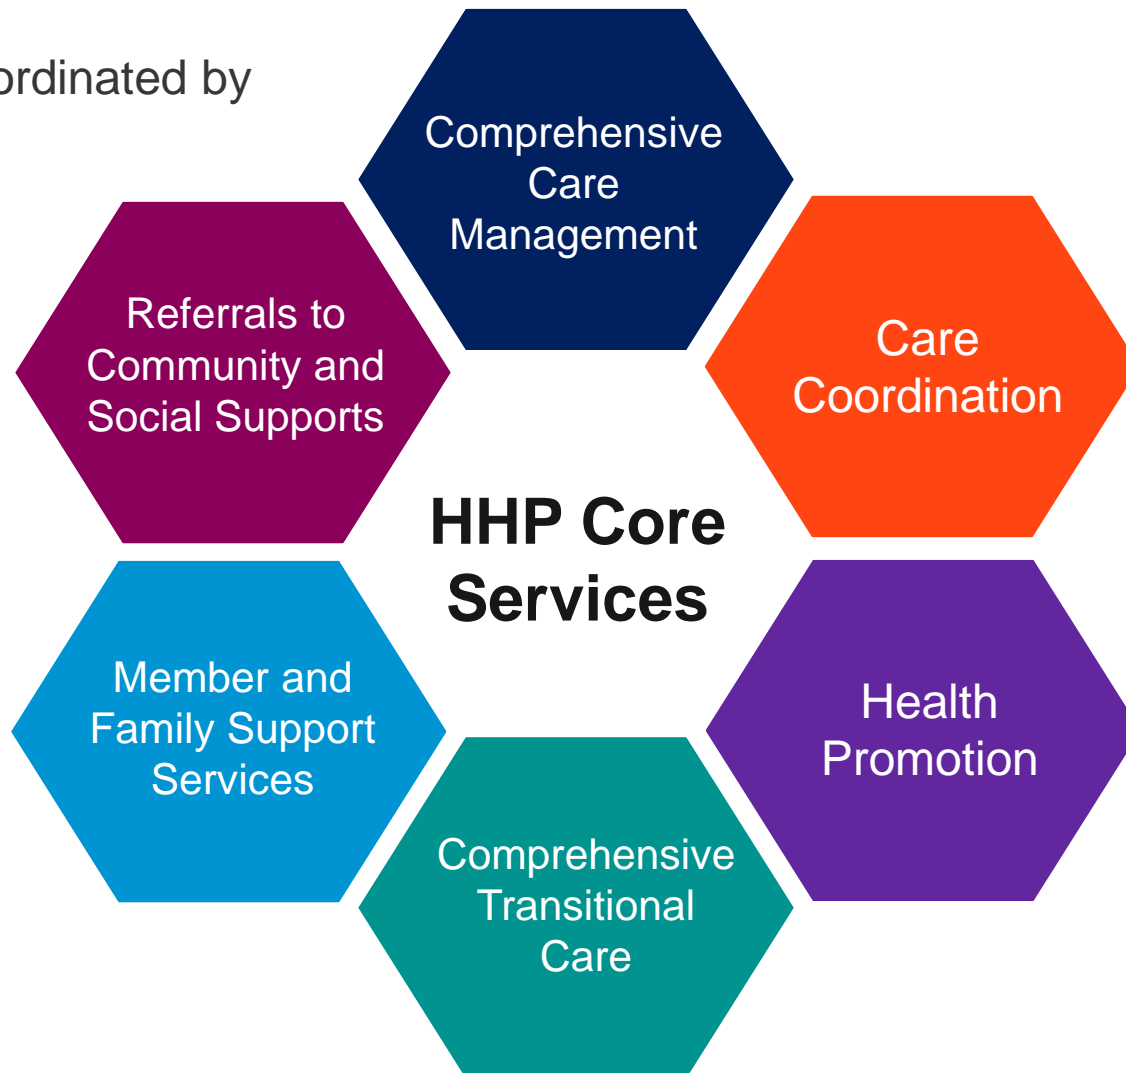 ordinated by
Comprehensive
Care
Management
Care
Coordination
Health
Promotion
Comprehensive
Transitional
Care
Member and
Family Support
Services
Referrals to
Community and
Social Supports
HHP Core
Services